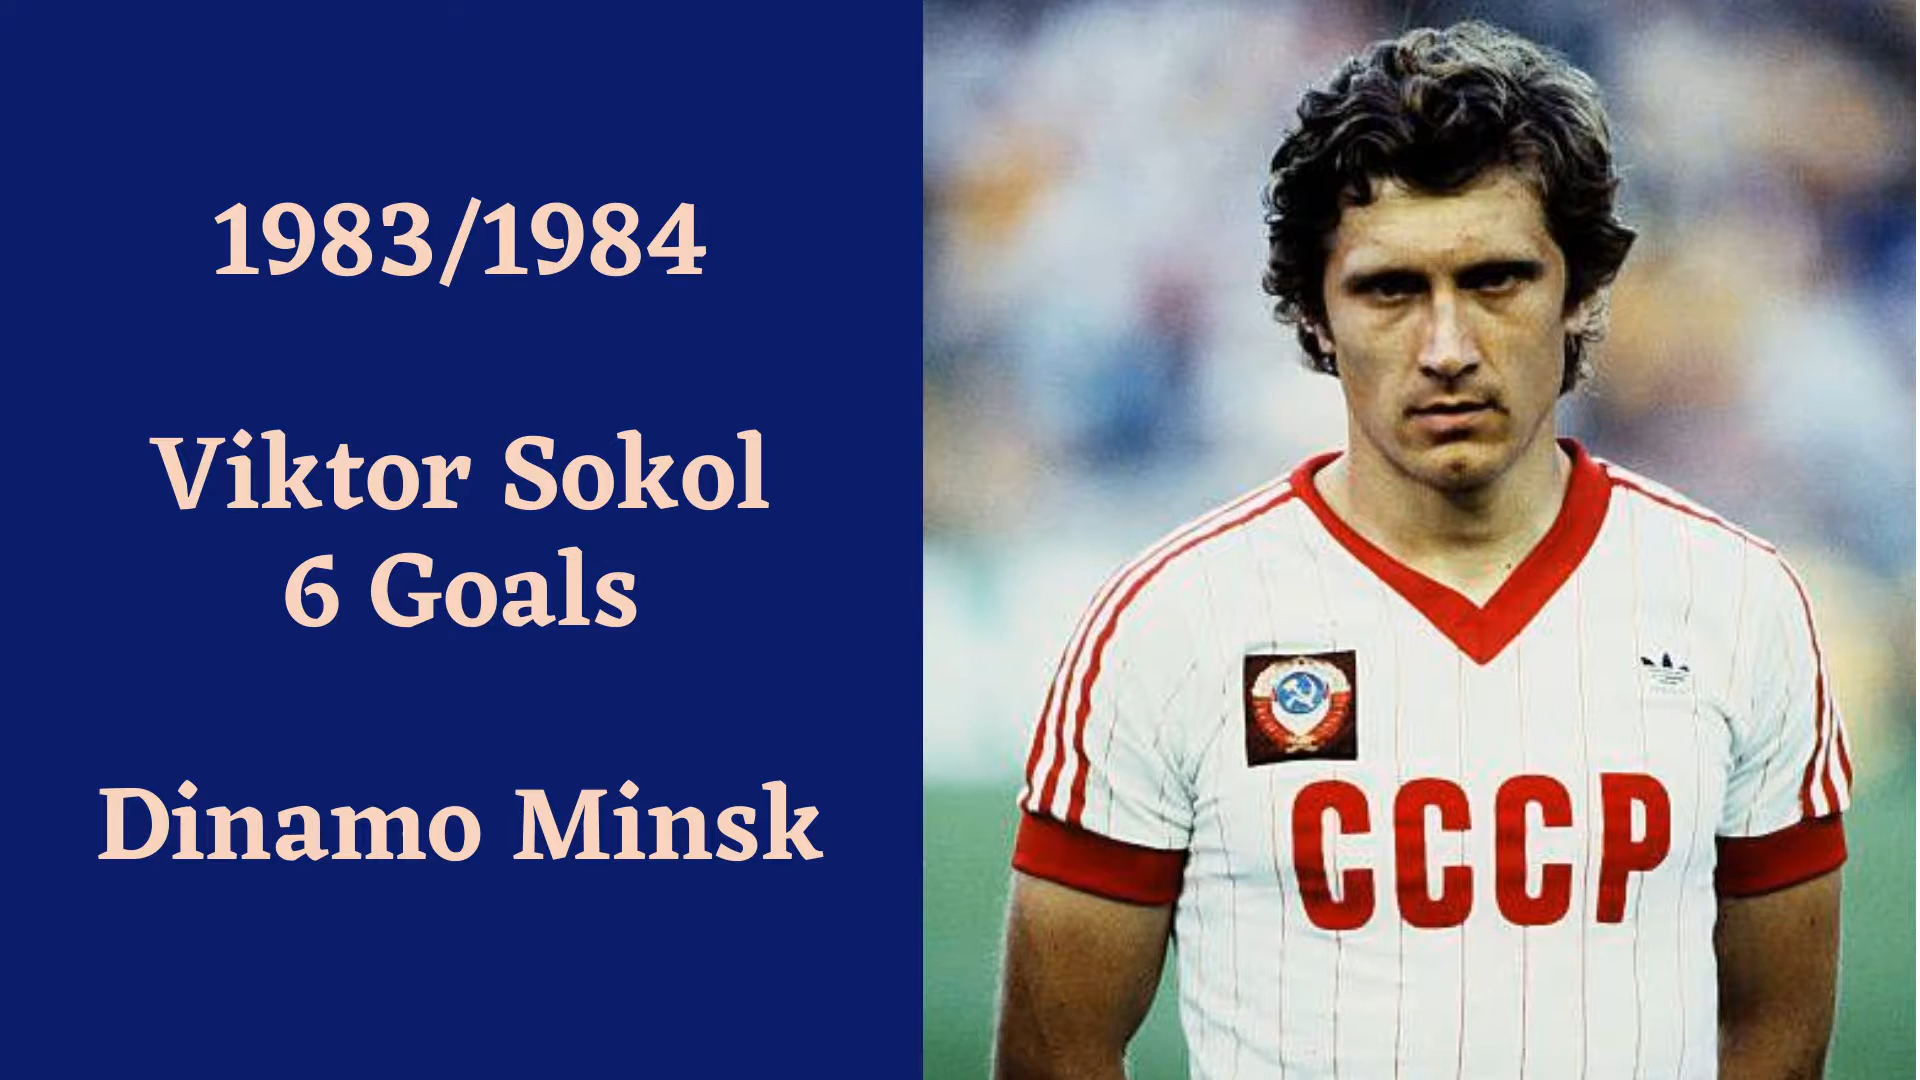 1983/1984
Viktor Sokol
6 Goals
Dinamo Minsk
СССР